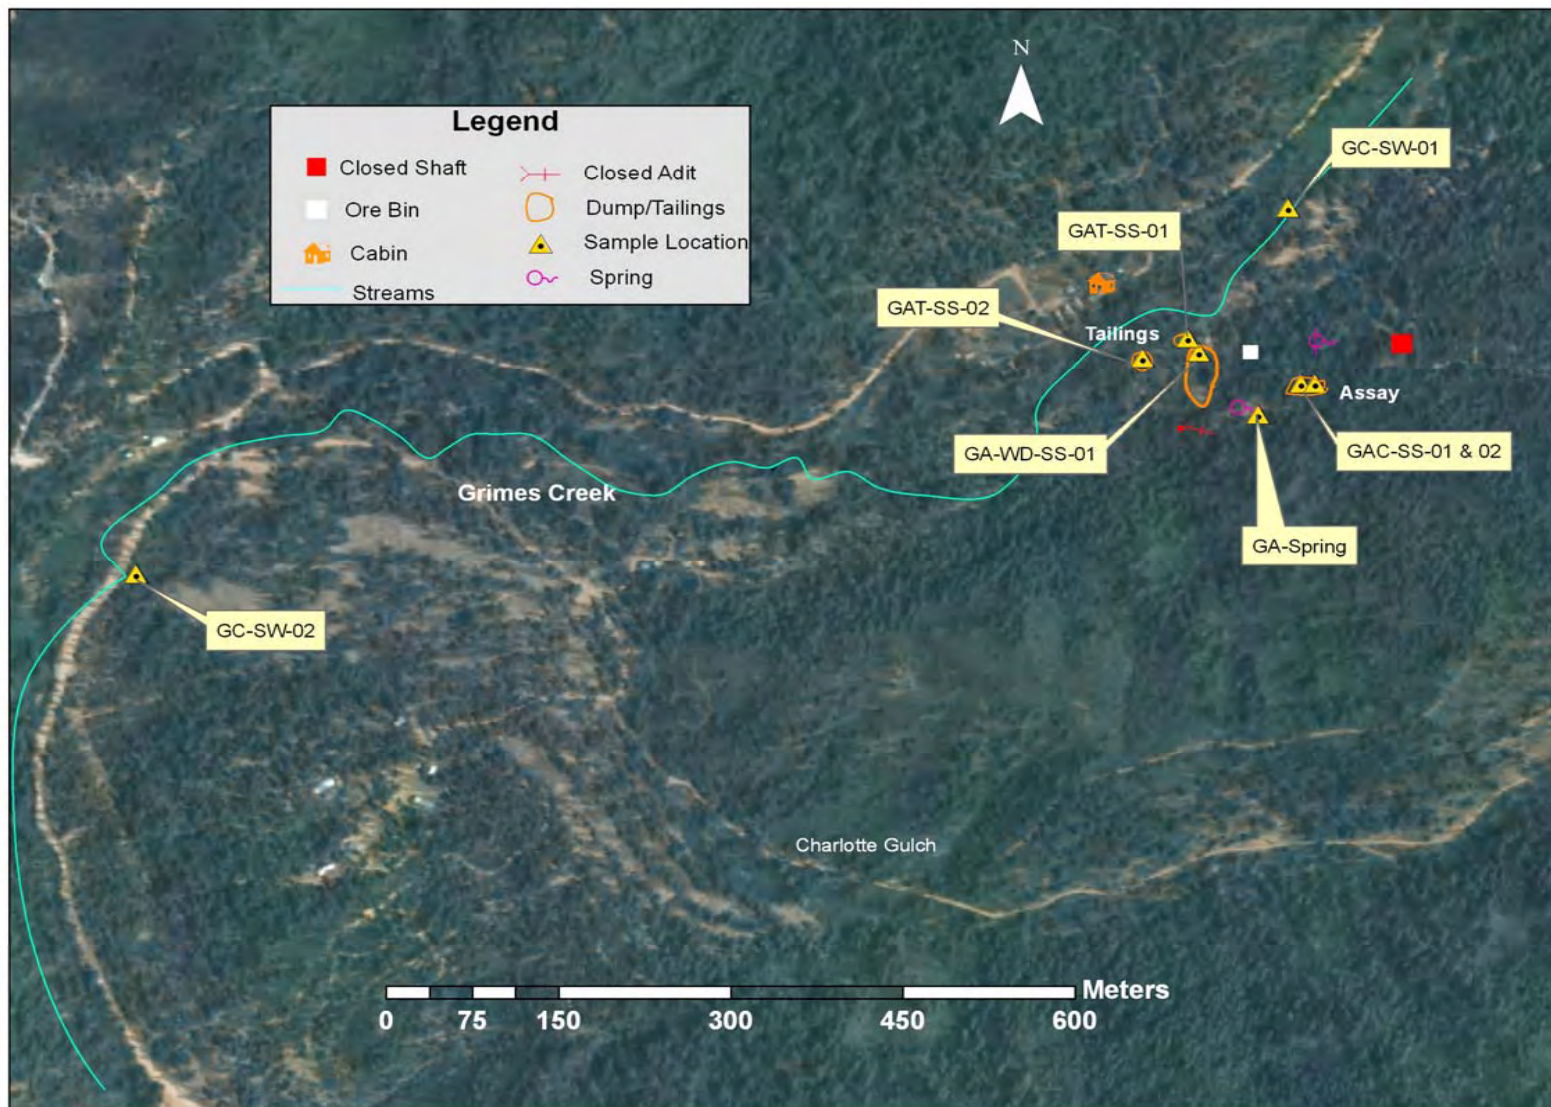 N
Legend
Closed Shaft
Closed Adit
Ore Bin
Dump/Tailings
Cabin
Sample Location
Streams
Spring
GC-SW-01
GAT-SS-01
GAT-SS-02
Tailings
Assay
GA-WD-SS-01
GAC-SS-01 & 02
Grimes Creek
GA-Spring
GC-SW-02
Charlotte Gulch
Meters
0 75 150 300 450 600